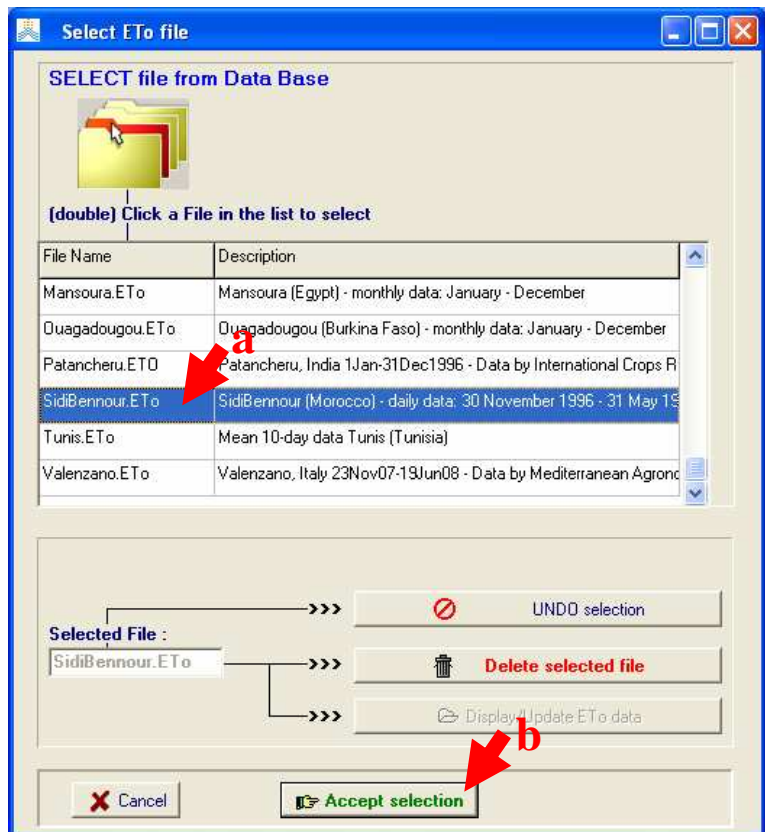 Select ETo file
SELECT file from Data Base
(double) Click a File in the list to select
File Name Description
Mansoura.ETo Mansoura (Egypt) - monthly data: January - December
Ouagadougou.ETo Ouagadougou (Burkina Faso) - monthly data: January - December
a
Patancheru.ETO Patancheru, India 1Jan-31Dec1996 - Data by International Crops R
SidiBennour.ETo SidiBennour (Morocco) - daily data: 30 November 1996 - 31 May 19
Tunis.ETo Mean 10-day data Tunis (Tunisia)
Valenzano.ETo Valenzano, Italy 23Nov07-19Jun08 - Data by Mediterranean Agrono
>>> UNDO selection
Selected File :
SidiBennour.ETo >>> Delete selected file
>>> Display/Update ETo data
b
Cancel Accept selection